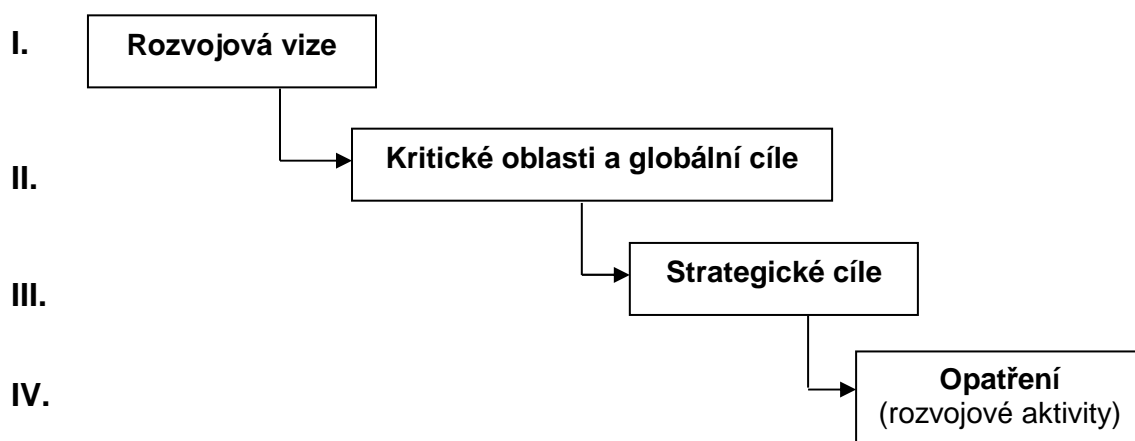 I.
Rozvojová vize
Kritické oblasti a globální cíle
II.
Strategické cíle
III.
Opatření
(rozvojové aktivity)
IV.